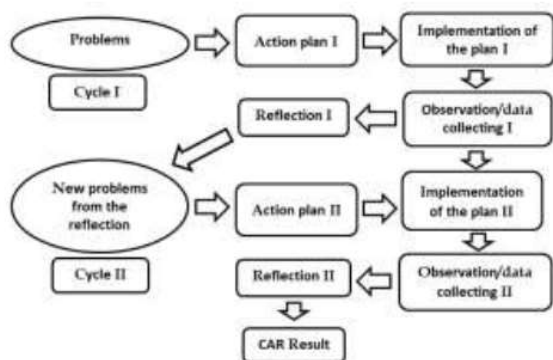 Problems
Action plan I
Implementation of
the plan I
Cycle I
Reflection I
Observation/data
collecting I
New problems
from the
reflection
Action plan II
Implementation
of the plan II
Cycle II
Reflection II
Observation/data
collecting II
CAR Result